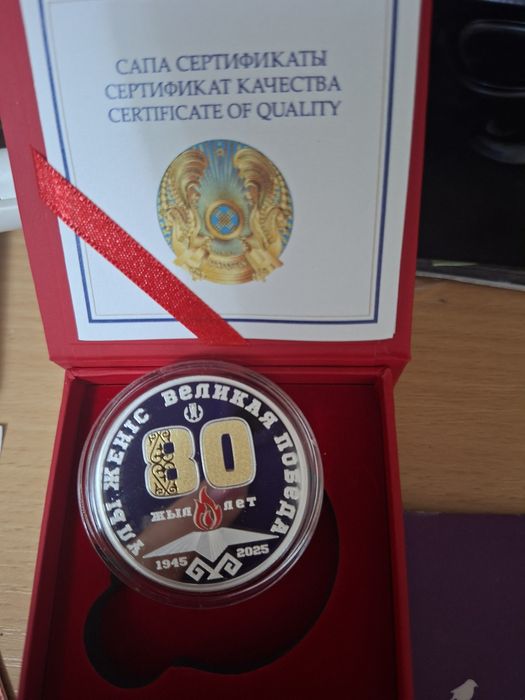 САПА СЕРТИФИКАТЫ
СЕРТИФИКАТ КАЧЕСТВА
CERTIFICATE OF QUALITY
ҰЛЫ ЖЕҢІС ВЕЛИКАЯ ПОБЕДА
80
ЖЫЛ ЛЕТ
1945 2025